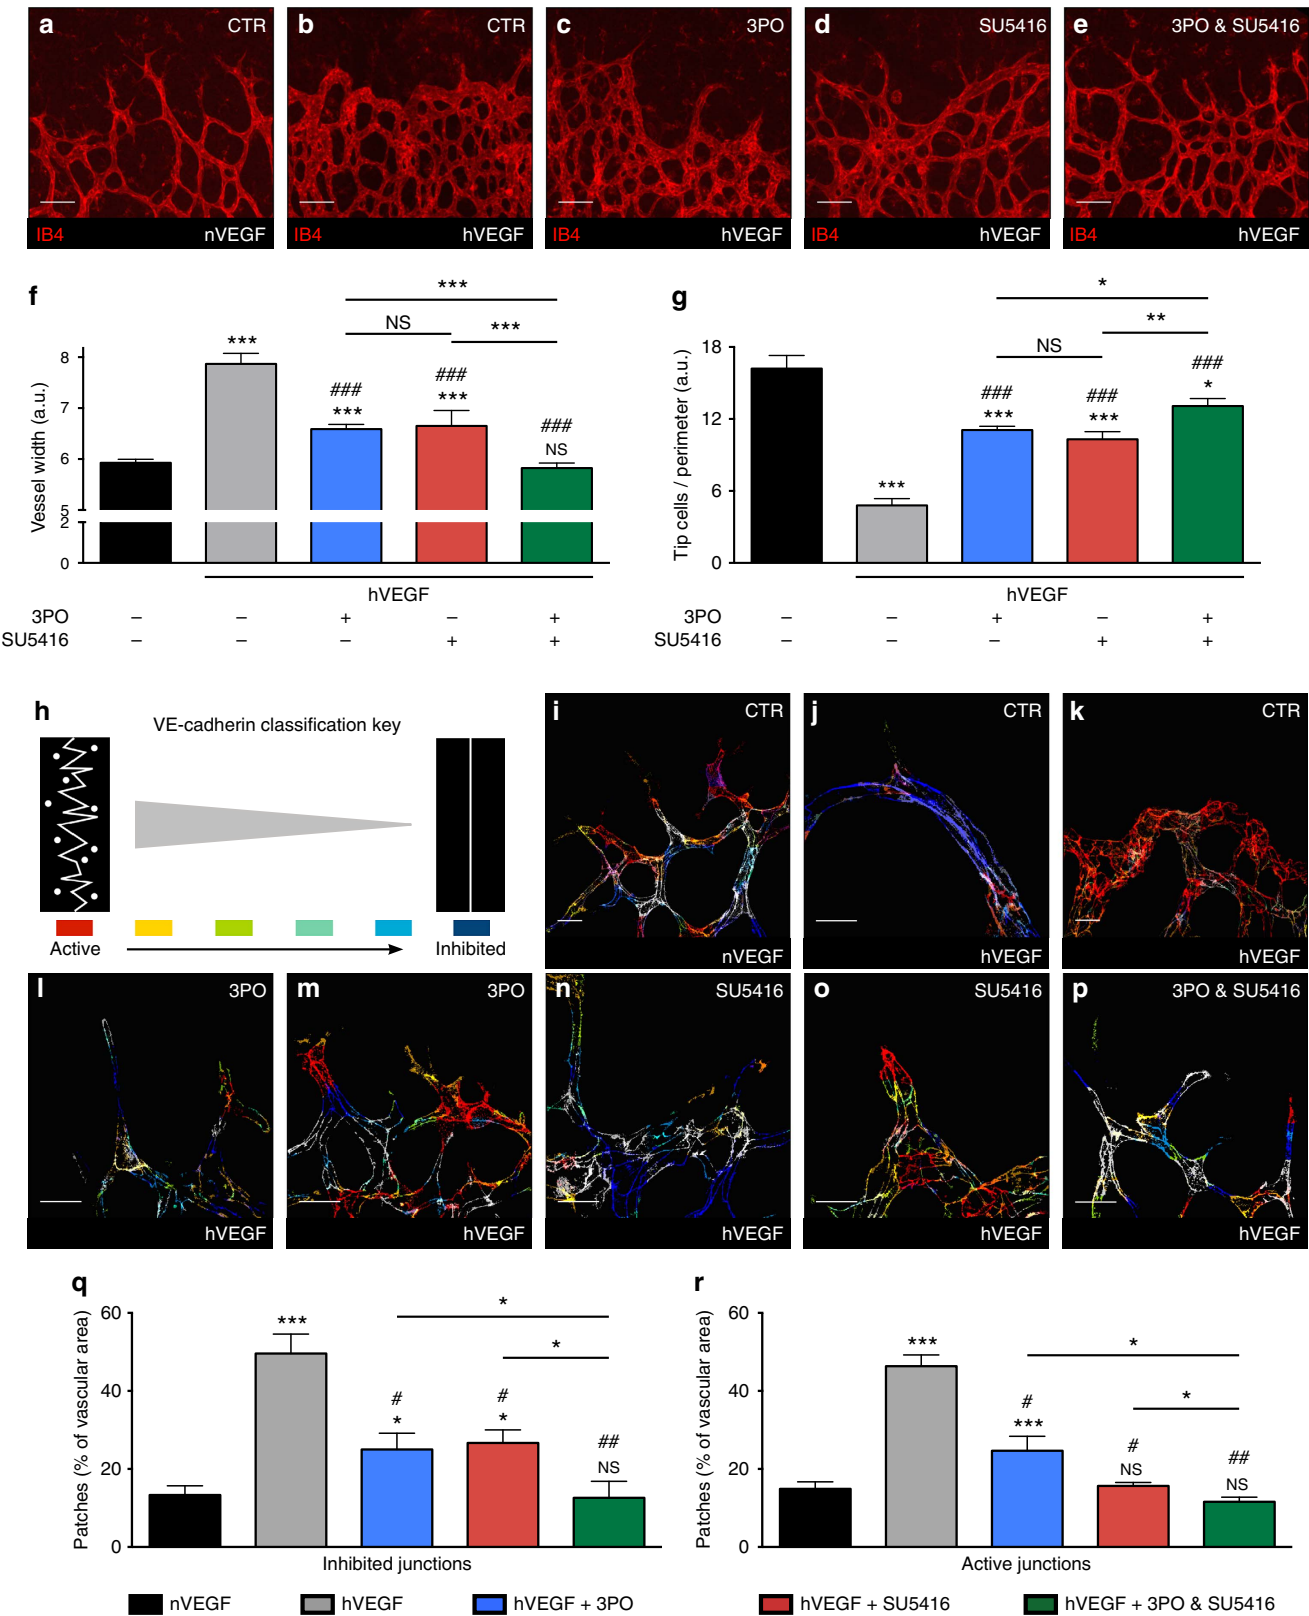 a CTR b CTR c 3PO d SU5416 e 3PO & SU5416
IB4 nVEGF IB4 hVEGF IB4 hVEGF IB4 hVEGF IB4 hVEGF
f
Vessel width (a.u.)
8
7
6
5
2
0
***
NS
***
***
###
***
###
***
###
NS
hVEGF
3PO – – + – +
SU5416 – – – + +
g
Tip cells / perimeter (a.u.)
18
12
6
0
*
**
NS
***
###
***
###
***
###
*
hVEGF
3PO – – + – +
SU5416 – – – + +
h
VE-cadherin classification key
Active Inhibited
i CTR j CTR k CTR
nVEGF hVEGF hVEGF
l 3PO m 3PO n SU5416 o SU5416 p 3PO & SU5416
hVEGF hVEGF hVEGF hVEGF hVEGF
q
Patches (% of vascular area)
60
40
20
0
*
*
***
#
*
#
*
##
NS
Inhibited junctions
r
Patches (% of vascular area)
60
40
20
0
*
*
***
#
***
#
NS
##
NS
Active junctions
nVEGF hVEGF hVEGF + 3PO hVEGF + SU5416 hVEGF + 3PO & SU5416